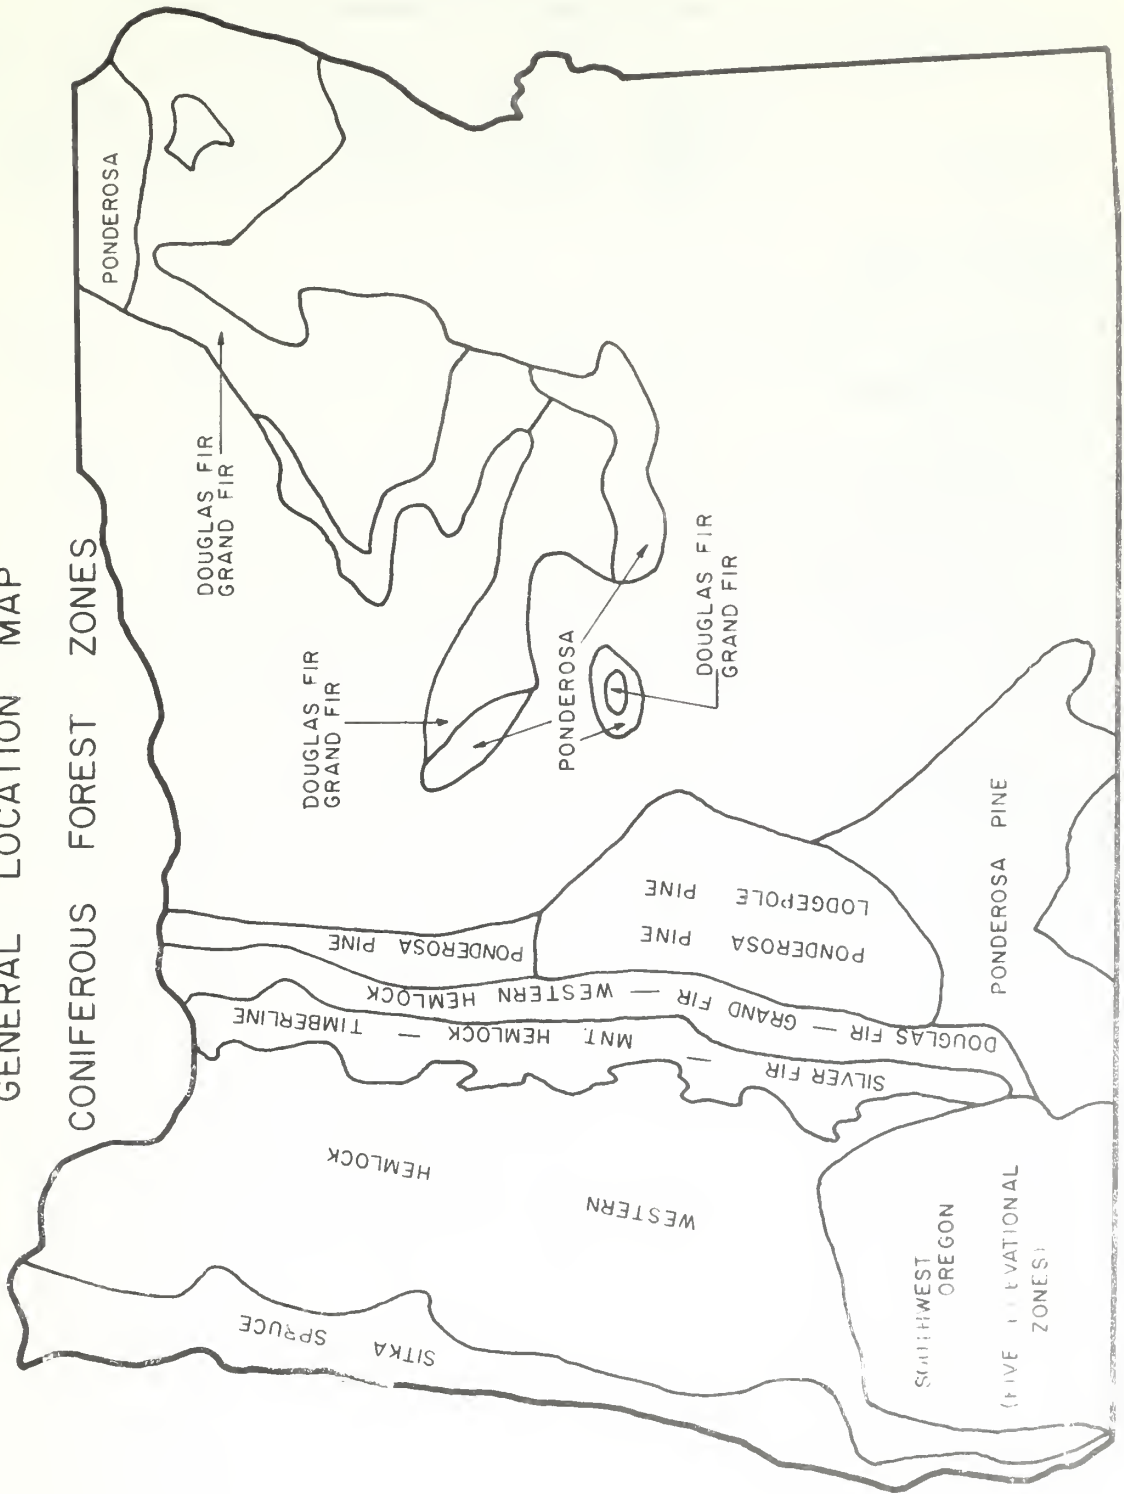 GENERAL LOCATION MAP
CONIFEROUS FOREST ZONES
PONDEROSA
DOUGLAS FIR
GRAND FIR
DOUGLAS FIR
GRAND FIR
PONDEROSA
DOUGLAS FIR
GRAND FIR
PONDEROSA PINE
PONDEROSA PINE
LODGEPOLE PINE
PONDEROSA PINE
DOUGLAS FIR — GRAND FIR — WESTERN HEMLOCK
SILVER FIR — MNT. HEMLOCK — TIMBERLINE
WESTERN HEMLOCK
SITKA SPRUCE
SOUTHWEST
OREGON
(FIVE ELEVATIONAL
ZONES)